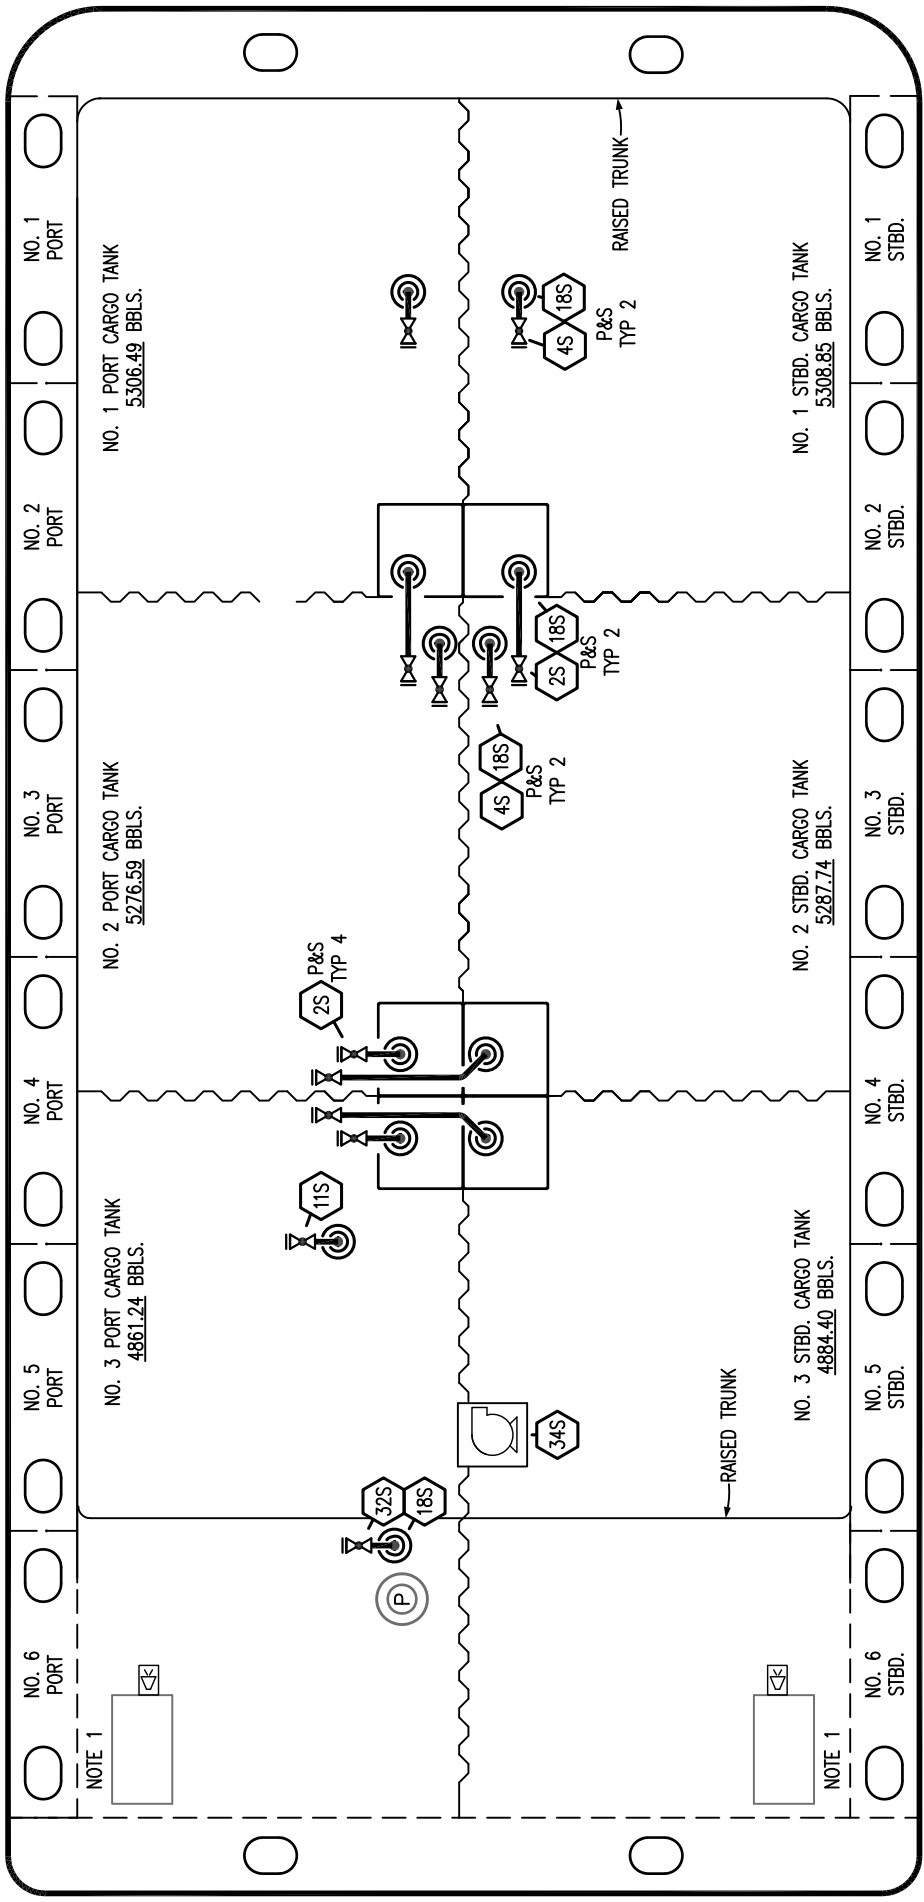 NO. 1
PORT
NO. 2
PORT
NO. 3
PORT
NO. 4
PORT
NO. 5
PORT
NO. 6
PORT
NO. 1 PORT CARGO TANK
5306.49 BBLS.
NO. 2 PORT CARGO TANK
5276.59 BBLS.
NO. 3 PORT CARGO TANK
4861.24 BBLS.
NOTE 1
2S
P&S
TYP 4
11S
32S
18S
P
34S
4S
18S
P&S
TYP 2
2S
18S
P&S
TYP 2
4S
18S
P&S
TYP 2
RAISED TRUNK
RAISED TRUNK
NO. 1 STBD. CARGO TANK
5308.85 BBLS.
NO. 2 STBD. CARGO TANK
5287.74 BBLS.
NO. 3 STBD. CARGO TANK
4884.40 BBLS.
NOTE 1
NO. 1
STBD.
NO. 2
STBD.
NO. 3
STBD.
NO. 4
STBD.
NO. 5
STBD.
NO. 6
STBD.